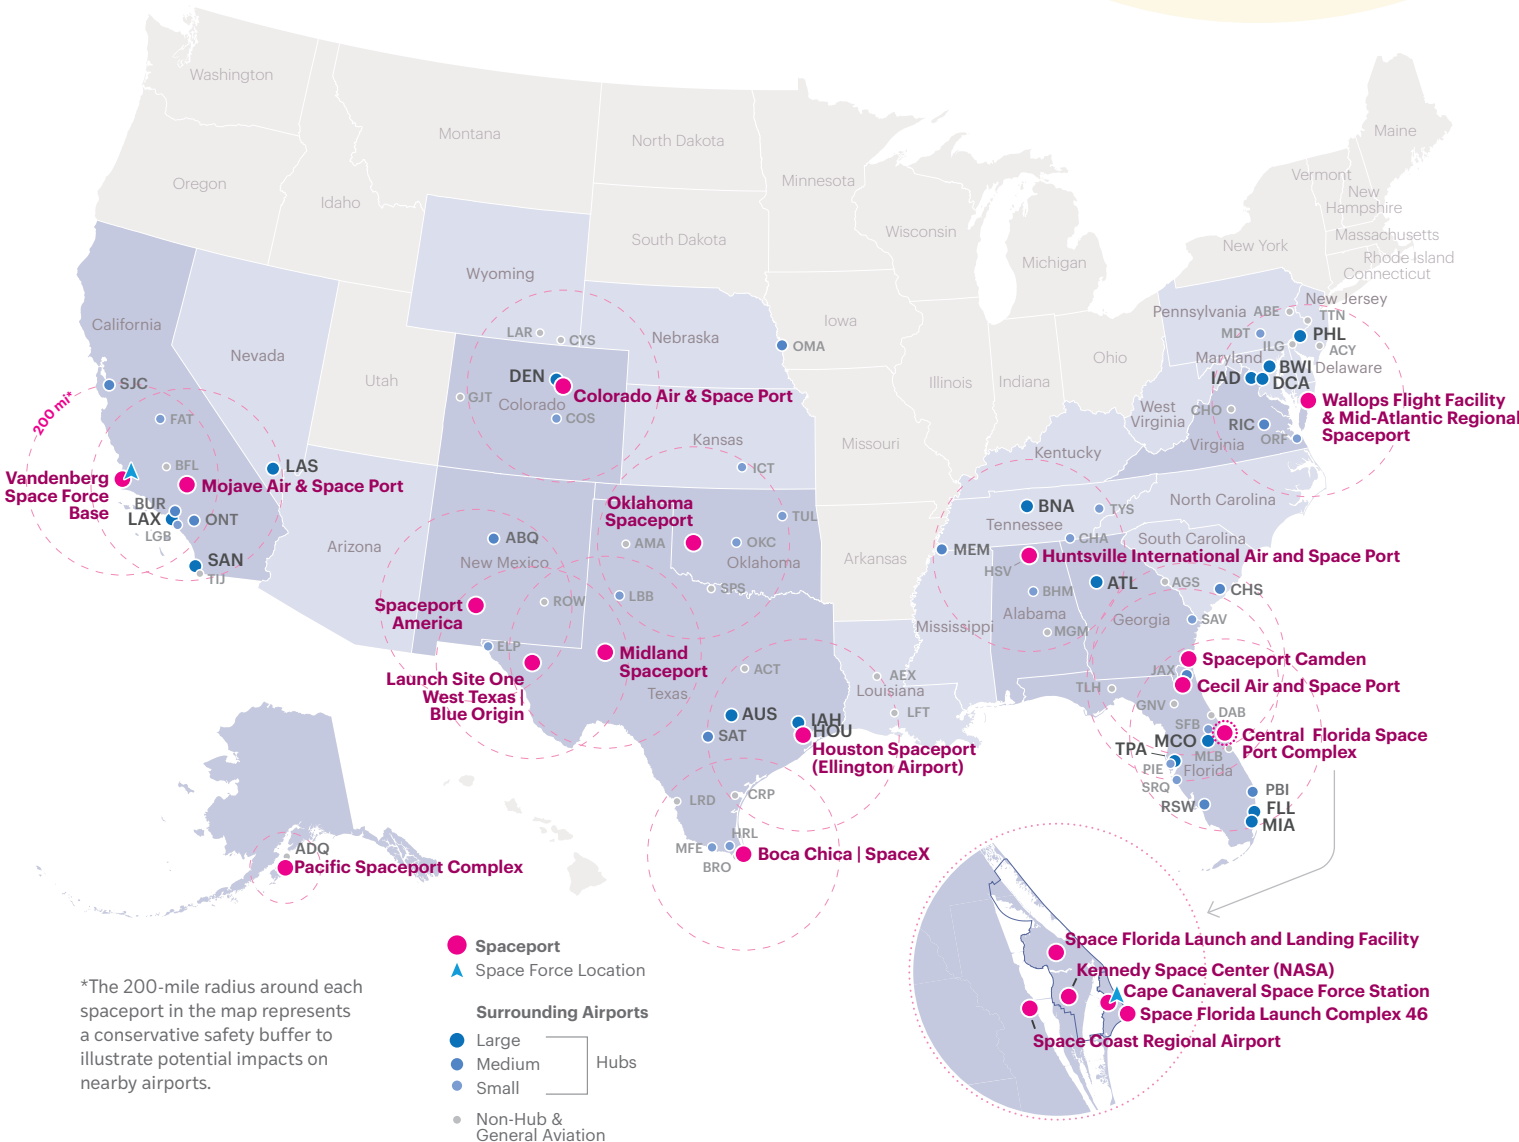 Washington
Oregon
Idaho
Montana
North Dakota
South Dakota
Minnesota
Wisconsin
Michigan
Iowa
Illinois
Indiana
Ohio
Missouri
Arkansas
Utah
Maine
Vermont
New
Hampshire
Massachusetts
Rhode Island
Connecticut
New York
California
Nevada
Arizona
Wyoming
Nebraska
Colorado
Kansas
New Mexico
Oklahoma
Texas
Louisiana
Mississippi
Alabama
Tennessee
Kentucky
Georgia
Florida
South Carolina
North Carolina
Virginia
West
Virginia
Maryland
Delaware
Pennsylvania
New Jersey
SJC
FAT
200 mi*
BFL
LAS
Vandenberg
Space Force
Base
Mojave Air & Space Port
BUR
LAX
ONT
LGB
SAN
TIJ
LAR
CYS
DEN
GJT
COS
Colorado Air & Space Port
OMA
ICT
TUL
OKC
AMA
SPS
Oklahoma
Spaceport
ABQ
ROW
LBB
ELP
Spaceport
America
Launch Site One
West Texas |
Blue Origin
Midland
Spaceport
ACT
AUS
SAT
IAH
HOU
Houston Spaceport
(Ellington Airport)
AEX
LFT
LRD
CRP
HRL
MFE
BRO
Boca Chica | SpaceX
BNA
TYS
CHA
MEM
HSV
Huntsville International Air and Space Port
BHM
MGM
ATL
AGS
CHS
SAV
Spaceport Camden
JAX
Cecil Air and Space Port
TLH
GNV
DAB
SFB
MCO
Central Florida Space
Port Complex
MLB
TPA
PIE
SRQ
RSW
PBI
FLL
MIA
ABE
TTN
MDT
PHL
ILG
ACY
BWI
IAD
DCA
CHO
RIC
ORF
Wallops Flight Facility
& Mid-Atlantic Regional
Spaceport
ADQ
Pacific Spaceport Complex
Space Florida Launch and Landing Facility
Kennedy Space Center (NASA)
Cape Canaveral Space Force Station
Space Florida Launch Complex 46
Space Coast Regional Airport
*The 200-mile radius around each
spaceport in the map represents
a conservative safety buffer to
illustrate potential impacts on
nearby airports.
Spaceport
Space Force Location
Surrounding Airports
Large
Medium
Small
Hubs
Non-Hub &
General Aviation